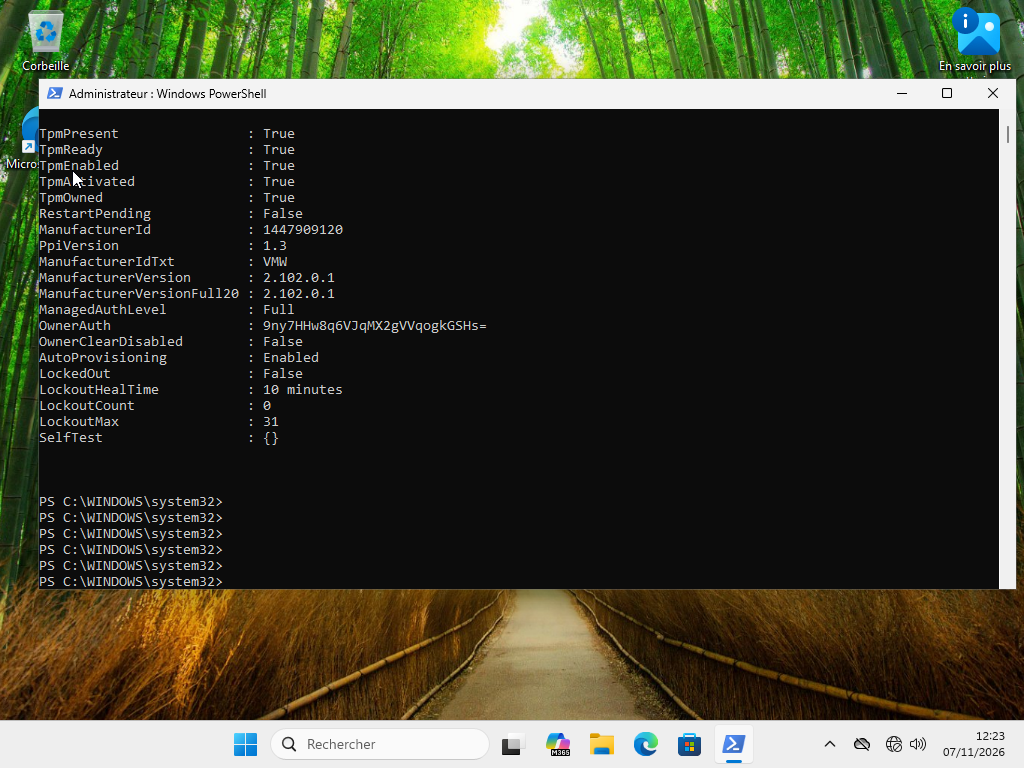 Corbeille
En savoir plus
Administrateur : Windows PowerShell
Micros
TpmPresent : True
TpmReady : True
TpmEnabled : True
TpmActivated : True
TpmOwned : True
RestartPending : False
ManufacturerId : 1447909120
PpiVersion : 1.3
ManufacturerIdTxt : VMW
ManufacturerVersion : 2.102.0.1
ManufacturerVersionFull20 : 2.102.0.1
ManagedAuthLevel : Full
OwnerAuth : 9ny7HHw8q6VJqMX2gVVqogkGSHs=
OwnerClearDisabled : False
AutoProvisioning : Enabled
LockedOut : False
LockoutHealTime : 10 minutes
LockoutCount : 0
LockoutMax : 31
SelfTest : {}
PS C:\WINDOWS\system32>
PS C:\WINDOWS\system32>
PS C:\WINDOWS\system32>
PS C:\WINDOWS\system32>
PS C:\WINDOWS\system32>
PS C:\WINDOWS\system32>
Rechercher
M365
12:23
07/11/2026